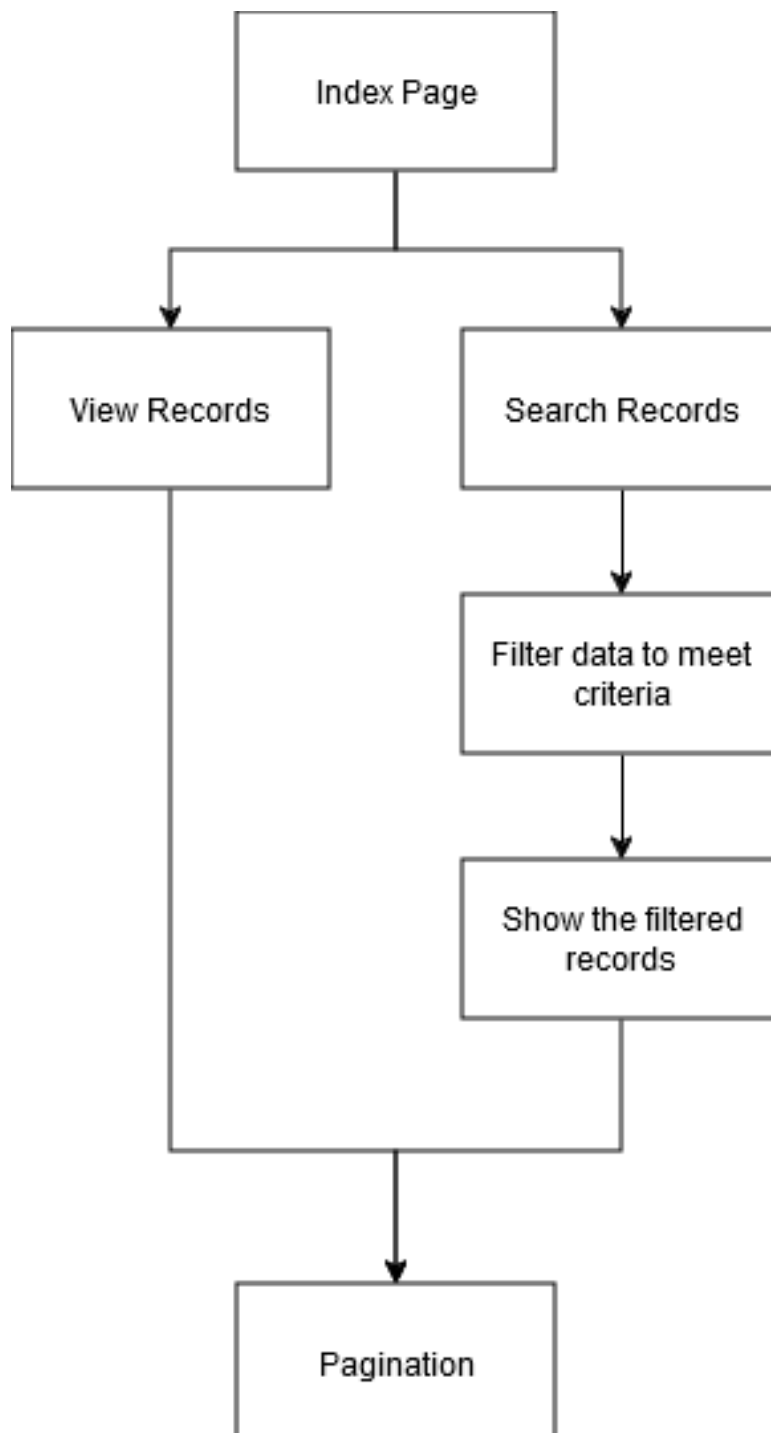 Index Page
View Records
Search Records
Filter data to meet
criteria
Show the filtered
records
Pagination